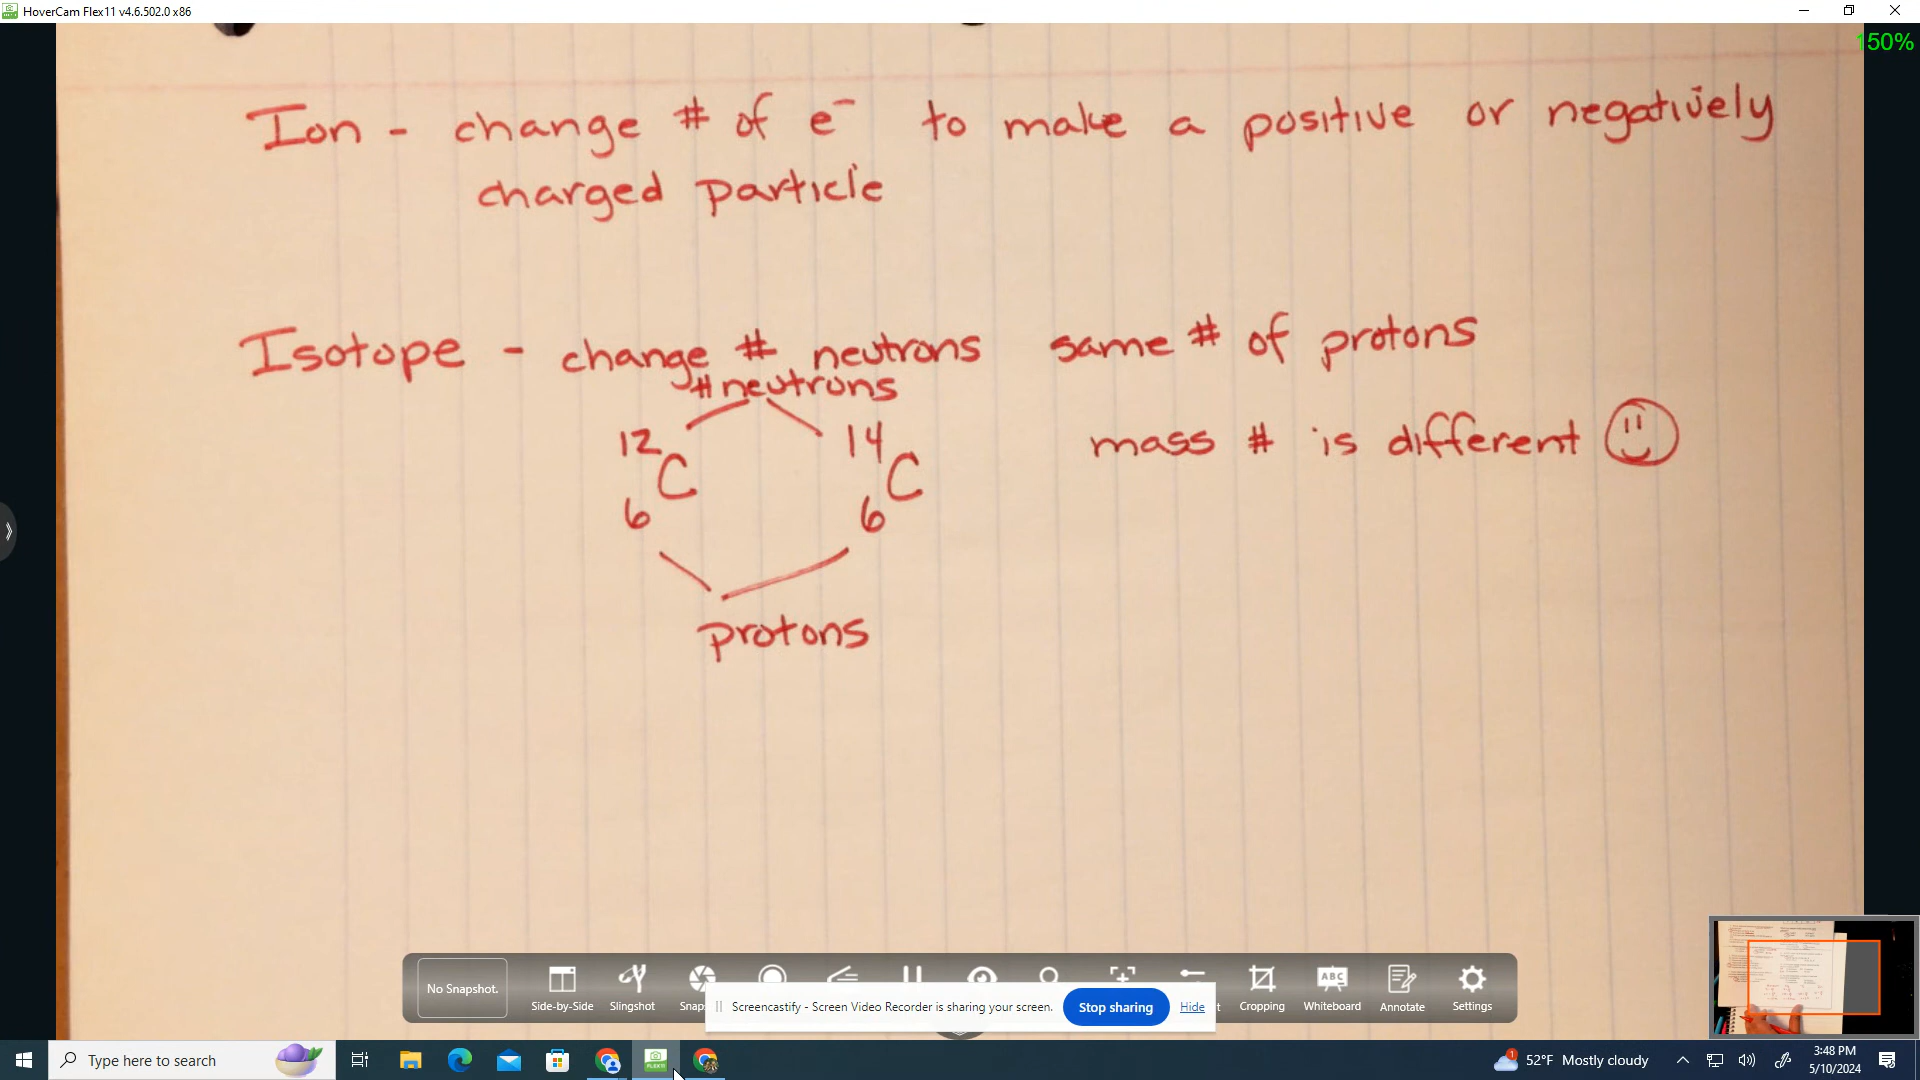 HoverCam Flex11 v4.6.502.0 x86
150%
Ion - change # of e⁻ to make a positive or negatively
charged particle
Isotope - change # neutrons same # of protons
#neutrons
12 C 6 14 C 6
mass # is different
protons
No Snapshot.
Side-by-Side Slingshot Cropping Whiteboard Annotate Settings
ABC
Screencastify - Screen Video Recorder is sharing your screen. Stop sharing Hide
Type here to search
FLEX11
1
52°F Mostly cloudy
3:48 PM
5/10/2024